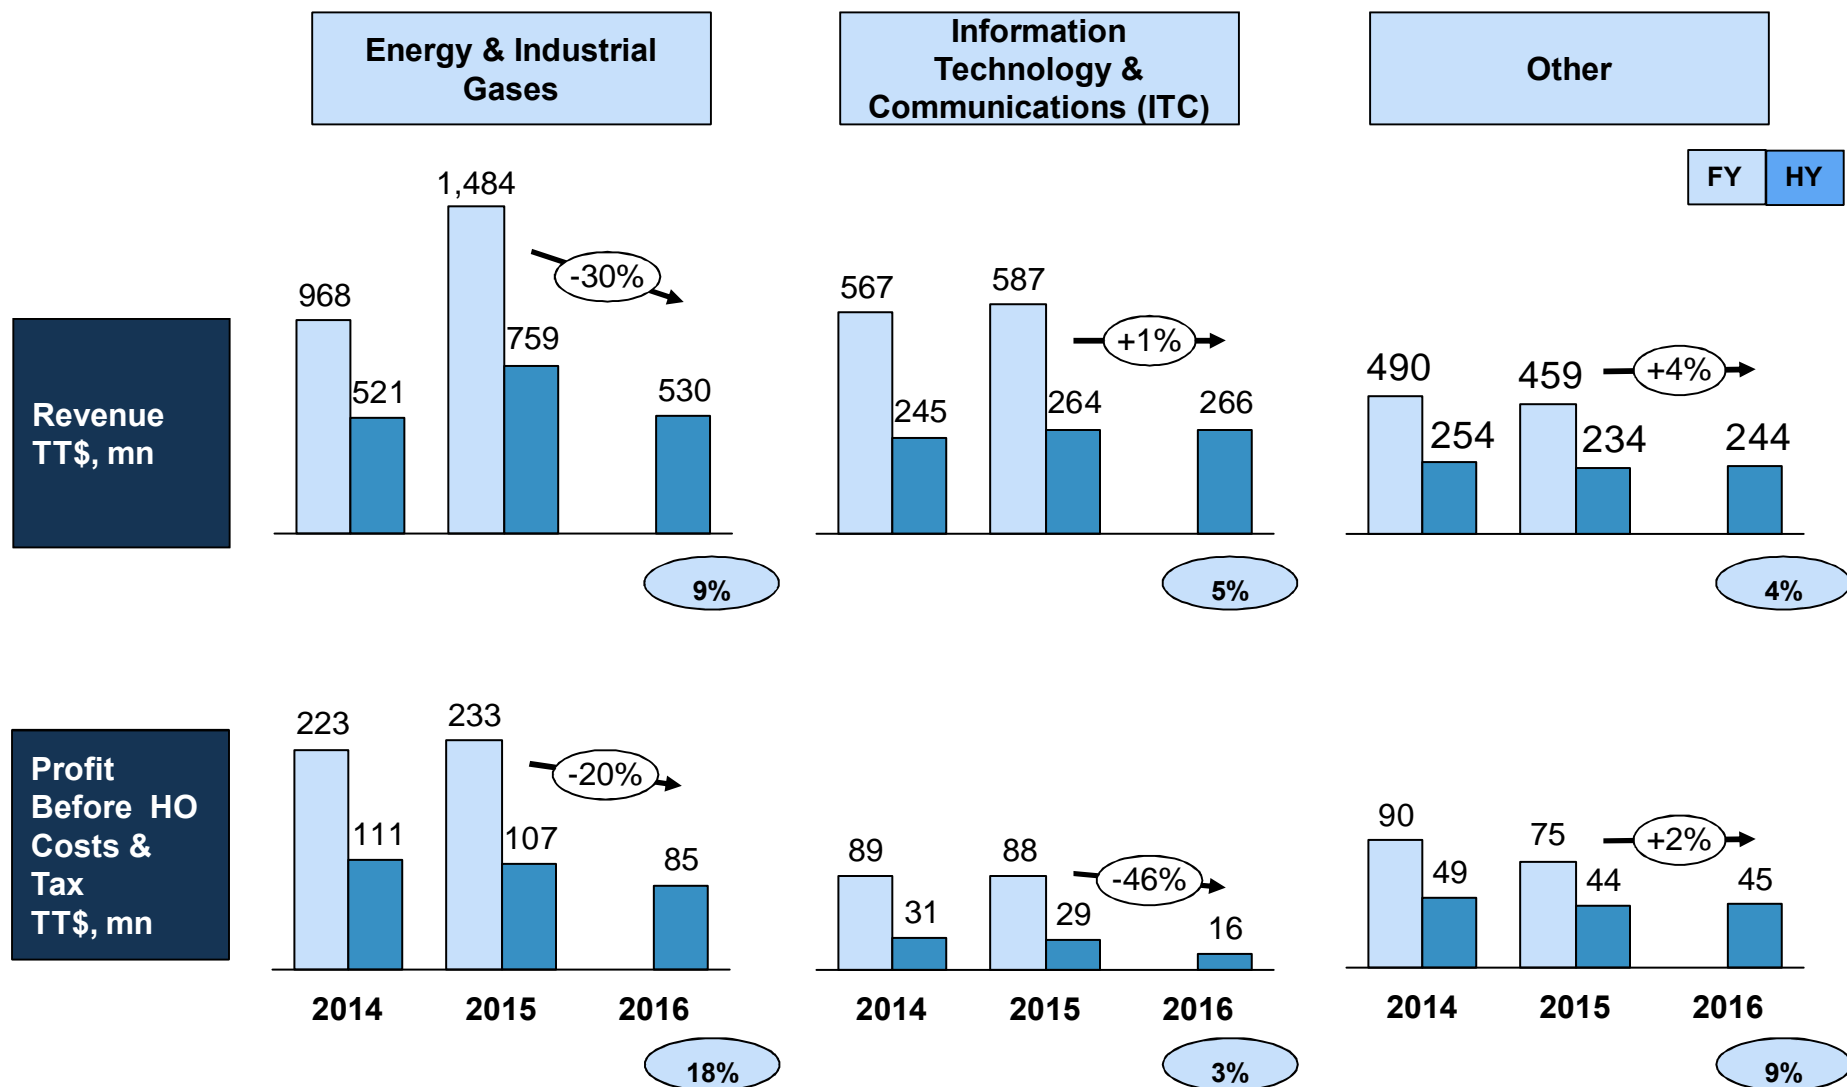 Energy & Industrial
Gases
Information
Technology &
Communications (ITC)
Other
FY HY
Revenue
TT$, mn
968
521
1,484
759
-30%
530
9%
567
245
587
264
+1%
266
5%
490
254
459
234
+4%
244
4%
Profit
Before HO
Costs &
Tax
TT$, mn
223
111
233
107
-20%
85
2014 2015 2016
18%
89
31
88
29
-46%
16
2014 2015 2016
3%
90
49
75
44
+2%
45
2014 2015 2016
9%